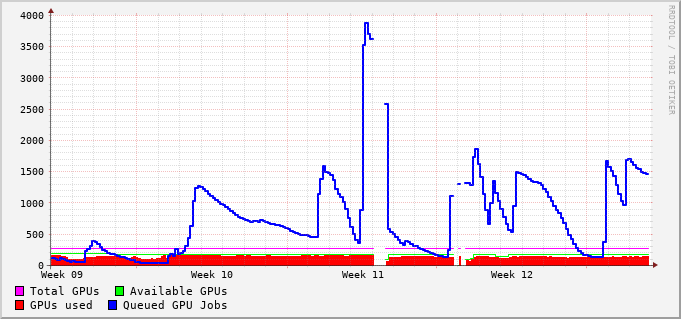 4000
3500
3000
2500
2000
1500
1000
500
0
Week 09 Week 10 Week 11 Week 12
Total GPUs Available GPUs
GPUs used Queued GPU Jobs
RRDTOOL / TOBI OETIKER